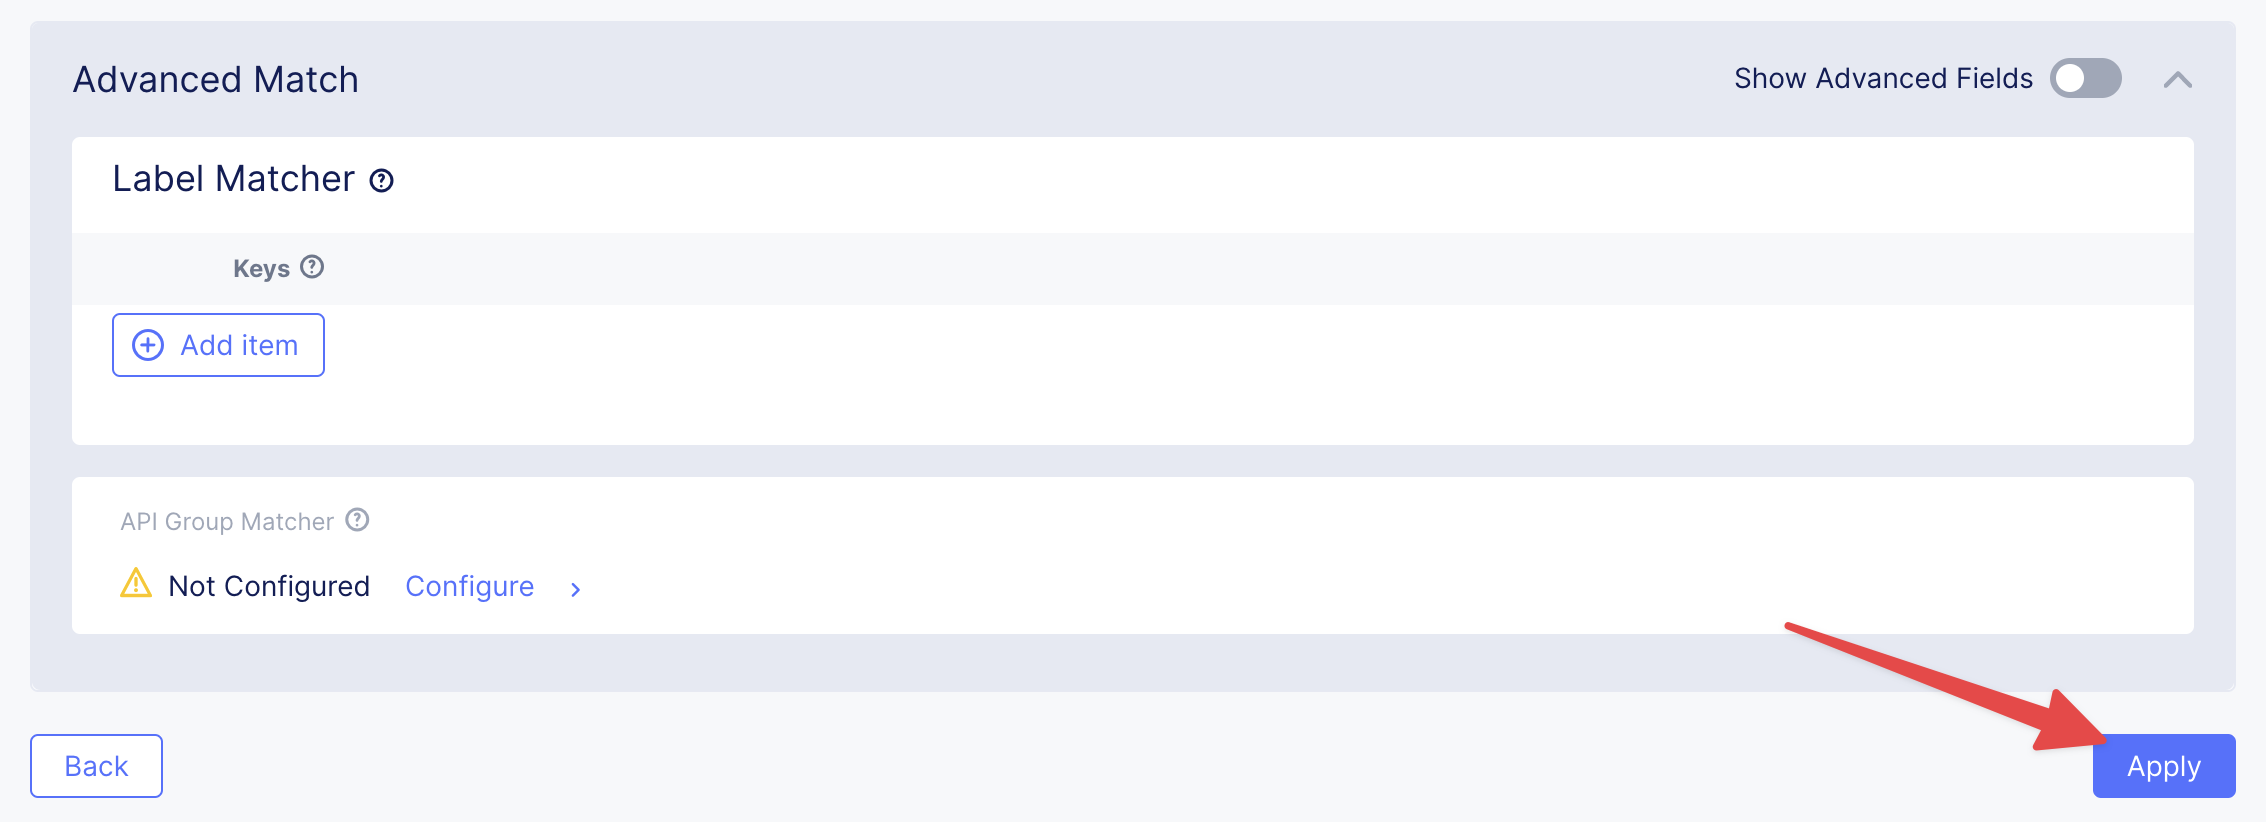 Advanced Match
Show Advanced Fields
Label Matcher
Keys
Add item
API Group Matcher
Not Configured Configure
Back
Apply